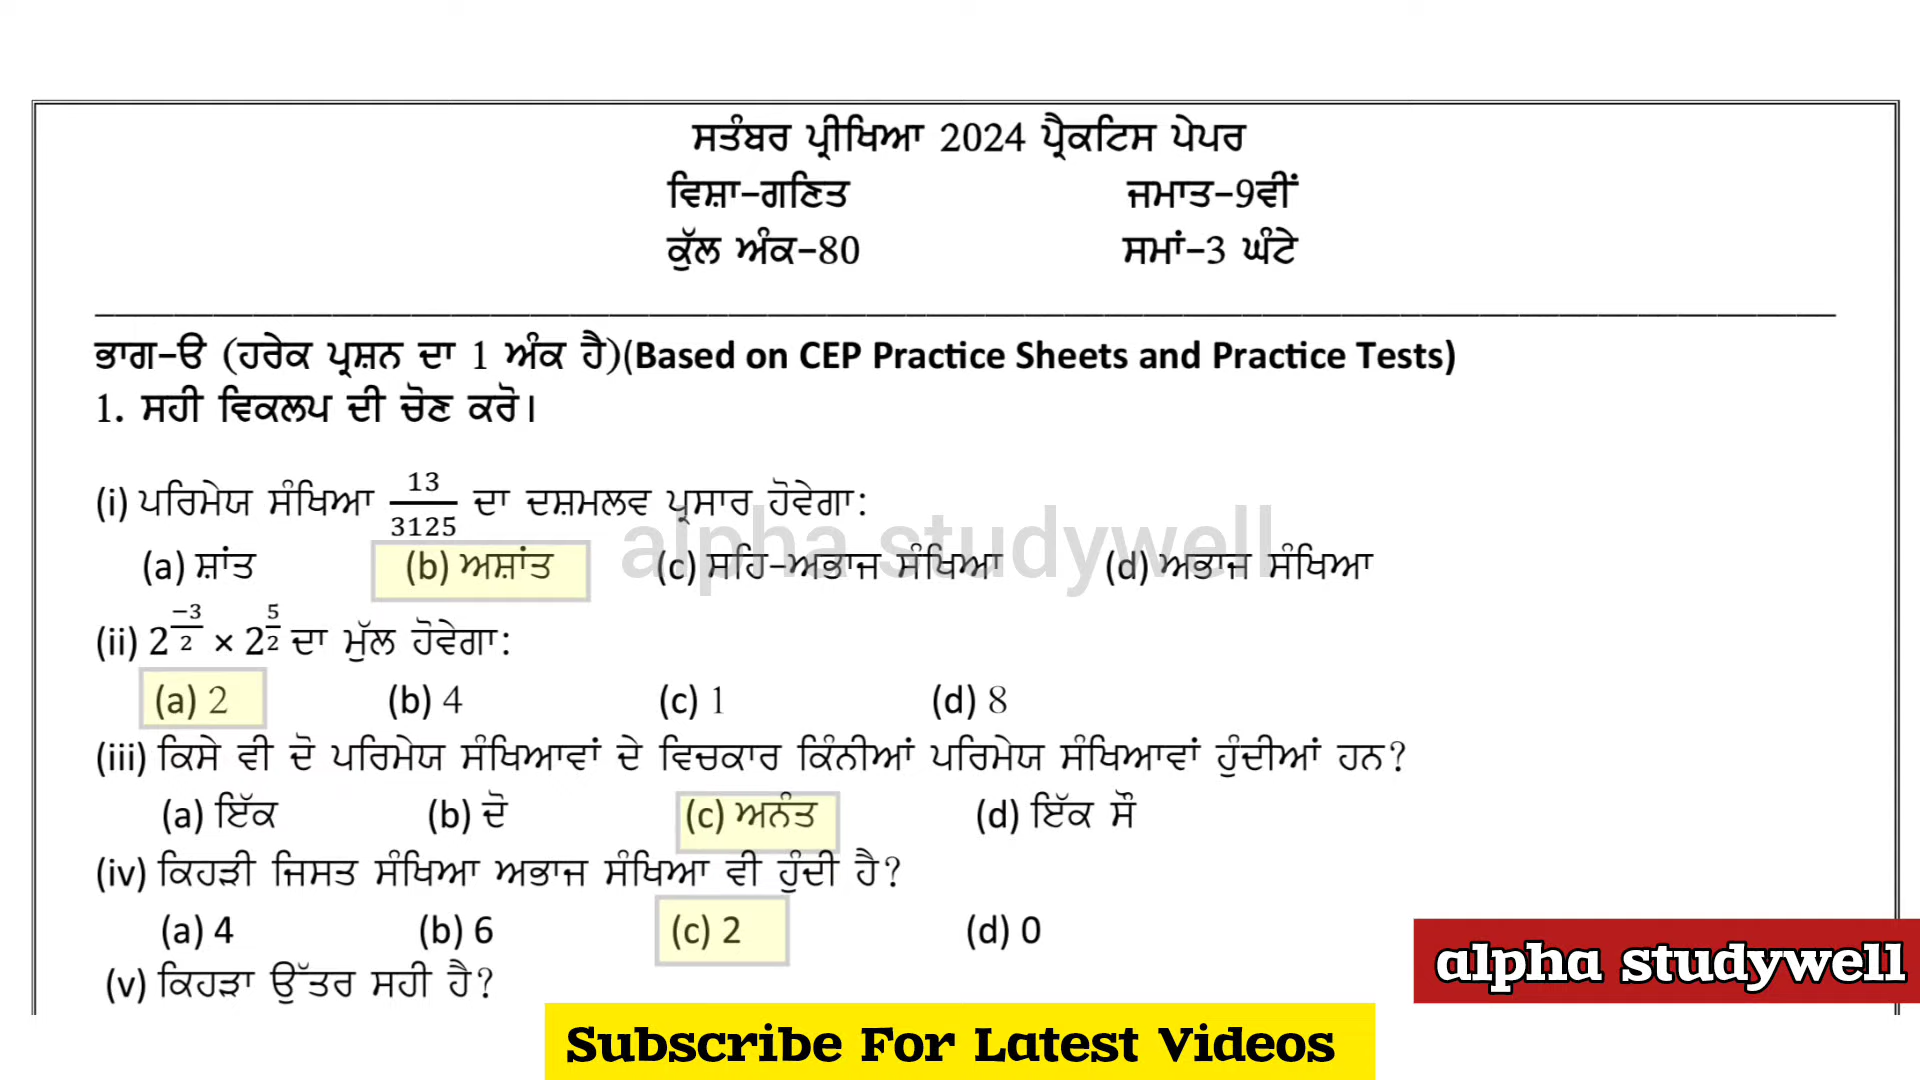 ਸਤੰਬਰ ਪ੍ਰੀਖਿਆ 2024 ਪ੍ਰੈਕਟਿਸ ਪੇਪਰ
ਵਿਸ਼ਾ-ਗਣਿਤ ਜਮਾਤ-9ਵੀਂ
ਕੁੱਲ ਅੰਕ-80 ਸਮਾਂ-3 ਘੰਟੇ
ਭਾਗ-ੳ (ਹਰੇਕ ਪ੍ਰਸ਼ਨ ਦਾ 1 ਅੰਕ ਹੈ)(Based on CEP Practice Sheets and Practice Tests)
1. ਸਹੀ ਵਿਕਲਪ ਦੀ ਚੋਣ ਕਰੋ।
(i) ਪਰਿਮੇਯ ਸੰਖਿਆ 13/3125 ਦਾ ਦਸ਼ਮਲਵ ਪ੍ਰਸਾਰ ਹੋਵੇਗਾ:
alpha studywell
(a) ਸ਼ਾਂਤ (b) ਅਸ਼ਾਂਤ (c) ਸਹਿ-ਅਭਾਜ ਸੰਖਿਆ (d) ਅਭਾਜ ਸੰਖਿਆ
(ii) 2^(-3/2) × 2^(5/2) ਦਾ ਮੁੱਲ ਹੋਵੇਗਾ:
(a) 2 (b) 4 (c) 1 (d) 8
(iii) ਕਿਸੇ ਵੀ ਦੋ ਪਰਿਮੇਯ ਸੰਖਿਆਵਾਂ ਦੇ ਵਿਚਕਾਰ ਕਿੰਨੀਆਂ ਪਰਿਮੇਯ ਸੰਖਿਆਵਾਂ ਹੁੰਦੀਆਂ ਹਨ?
(a) ਇੱਕ (b) ਦੋ (c) ਅਨੰਤ (d) ਇੱਕ ਸੌ
(iv) ਕਿਹੜੀ ਜਿਸਤ ਸੰਖਿਆ ਅਭਾਜ ਸੰਖਿਆ ਵੀ ਹੁੰਦੀ ਹੈ?
(a) 4 (b) 6 (c) 2 (d) 0
alpha studywell
(v) ਕਿਹੜਾ ਉੱਤਰ ਸਹੀ ਹੈ?
Subscribe For Latest Videos